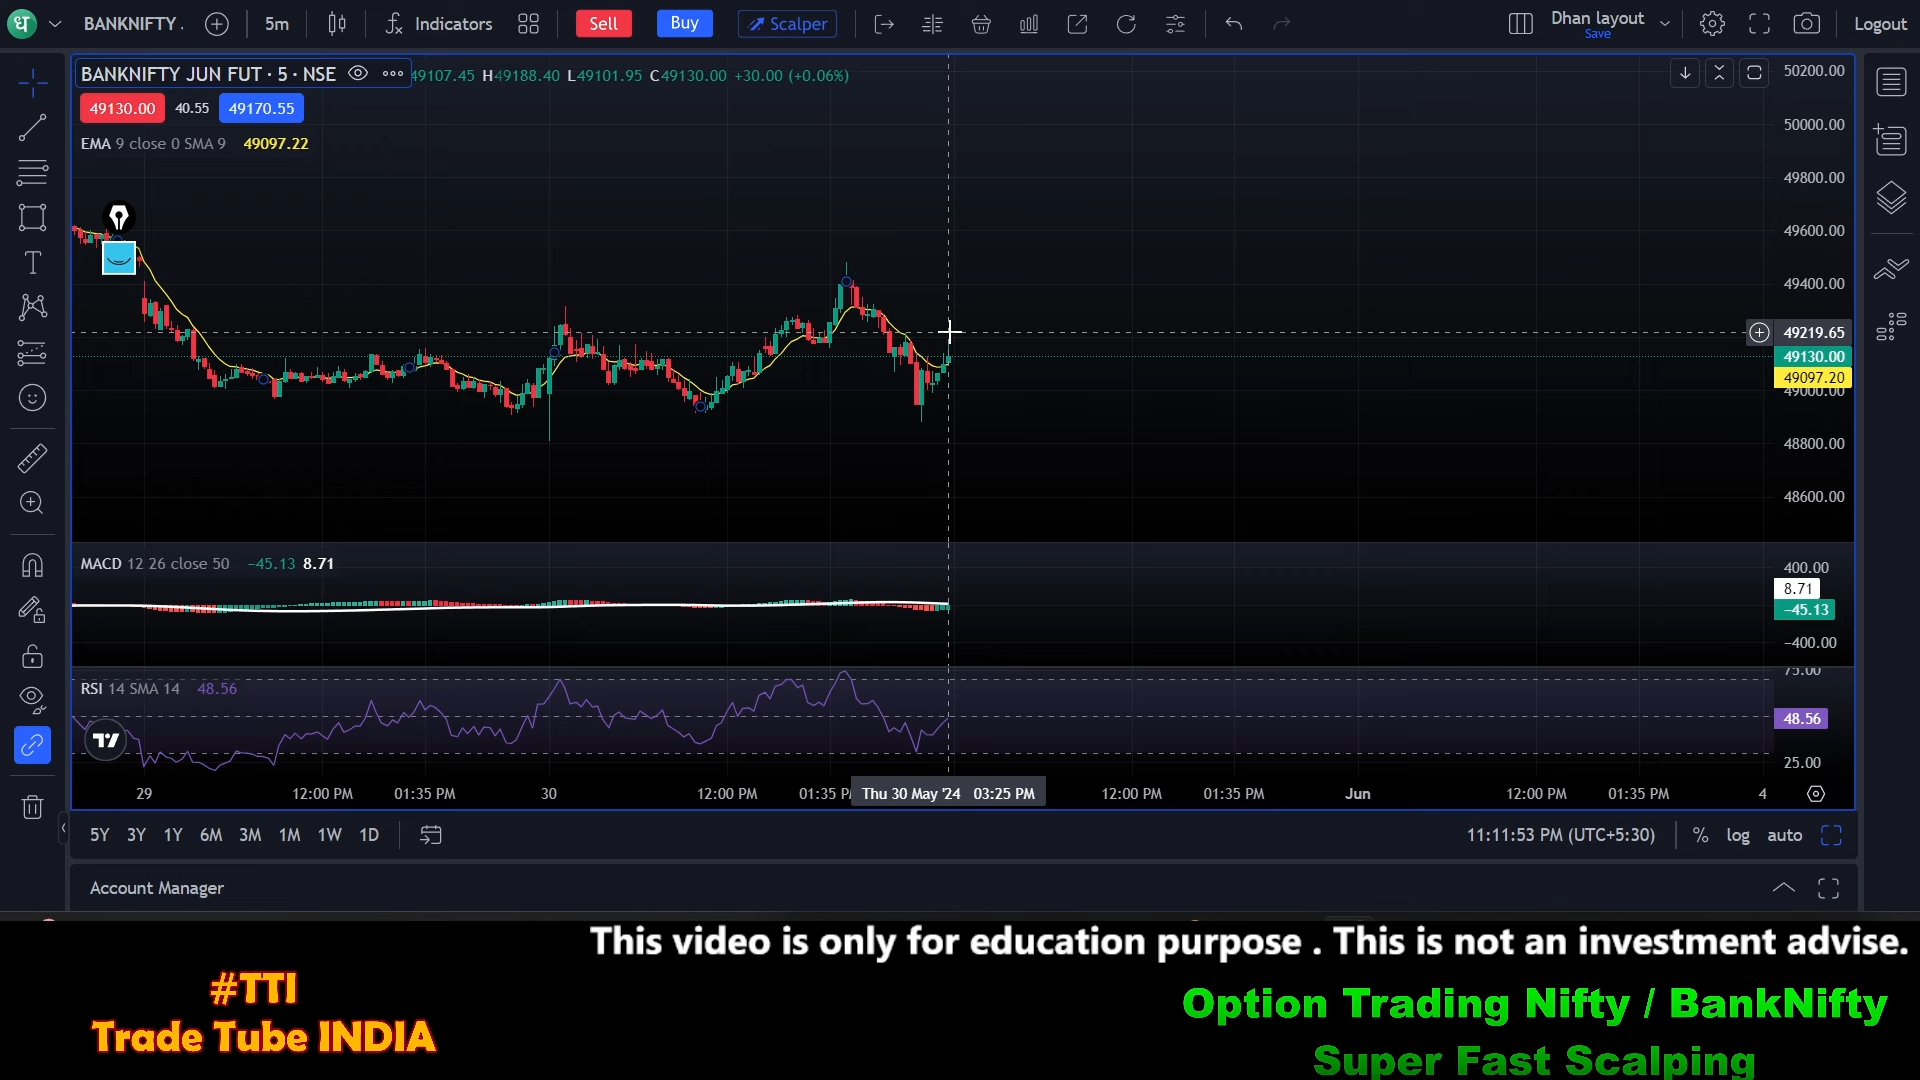 धa BANKNIFTY . 5m Indicators Sell Buy Scalper Dhan layout Save Logout
BANKNIFTY JUN FUT · 5 · NSE 49107.45 H49188.40 L49101.95 C49130.00 +30.00 (+0.06%)
49130.00 40.55 49170.55
EMA 9 close 0 SMA 9 49097.22
50200.00
50000.00
49800.00
49600.00
49400.00
49219.65
49130.00
49097.20
49000.00
48800.00
48600.00
MACD 12 26 close 50 −45.13 8.71
400.00
8.71
−45.13
−400.00
RSI 14 SMA 14 48.56
75.00
48.56
25.00
29 12:00 PM 01:35 PM 30 12:00 PM 01:35 P Thu 30 May '24 03:25 PM 12:00 PM 01:35 PM Jun 12:00 PM 01:35 PM 4
5Y 3Y 1Y 6M 3M 1M 1W 1D 11:11:53 PM (UTC+5:30) % log auto
Account Manager
This video is only for education purpose . This is not an investment advise.
#TTI
Trade Tube INDIA
Option Trading Nifty / BankNifty
Super Fast Scalping